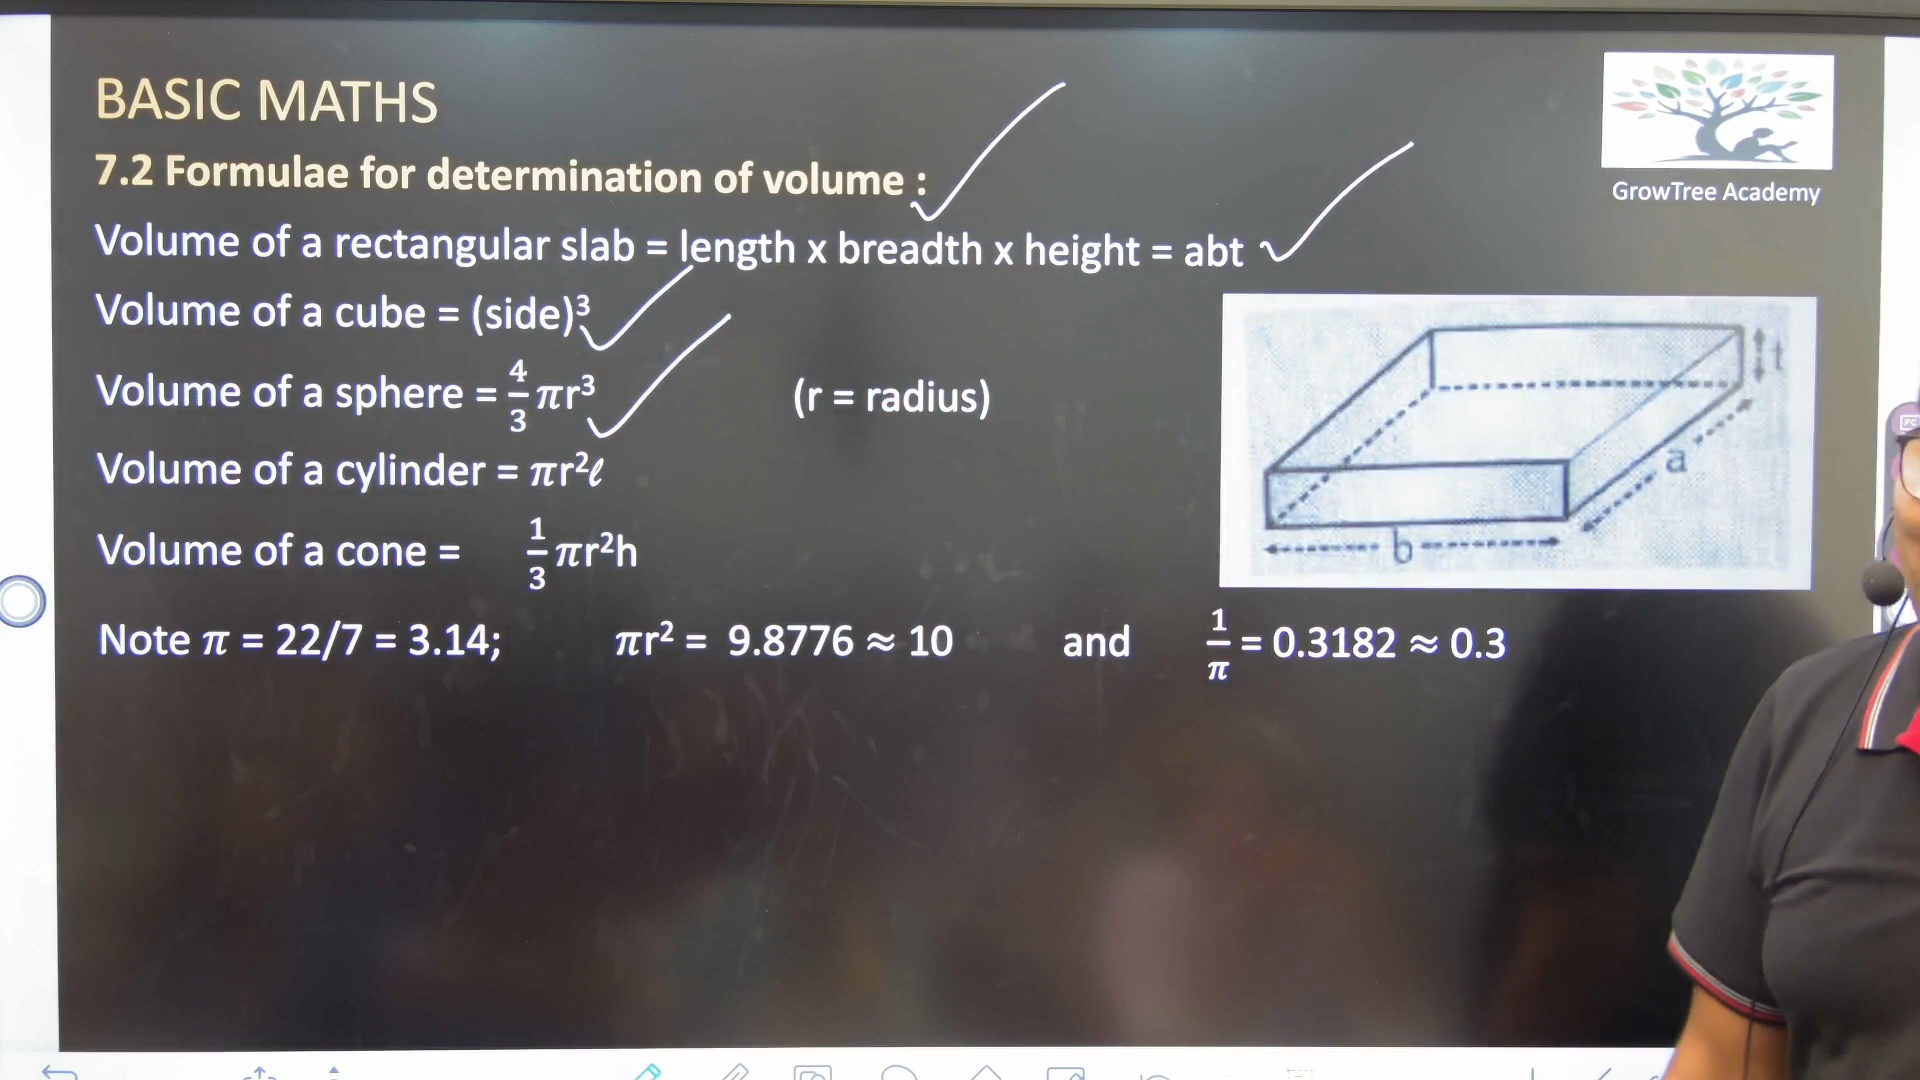 BASIC MATHS
7.2 Formulae for determination of volume :
GrowTree Academy
Volume of a rectangular slab = length x breadth x height = abt
Volume of a cube = (side)³
Volume of a sphere = 4/3 πr³ (r = radius)
Volume of a cylinder = πr²ℓ
Volume of a cone = 1/3 πr²h
t
a
b
Note π = 22/7 = 3.14; πr² = 9.8776 ≈ 10 and 1/π = 0.3182 ≈ 0.3
PC